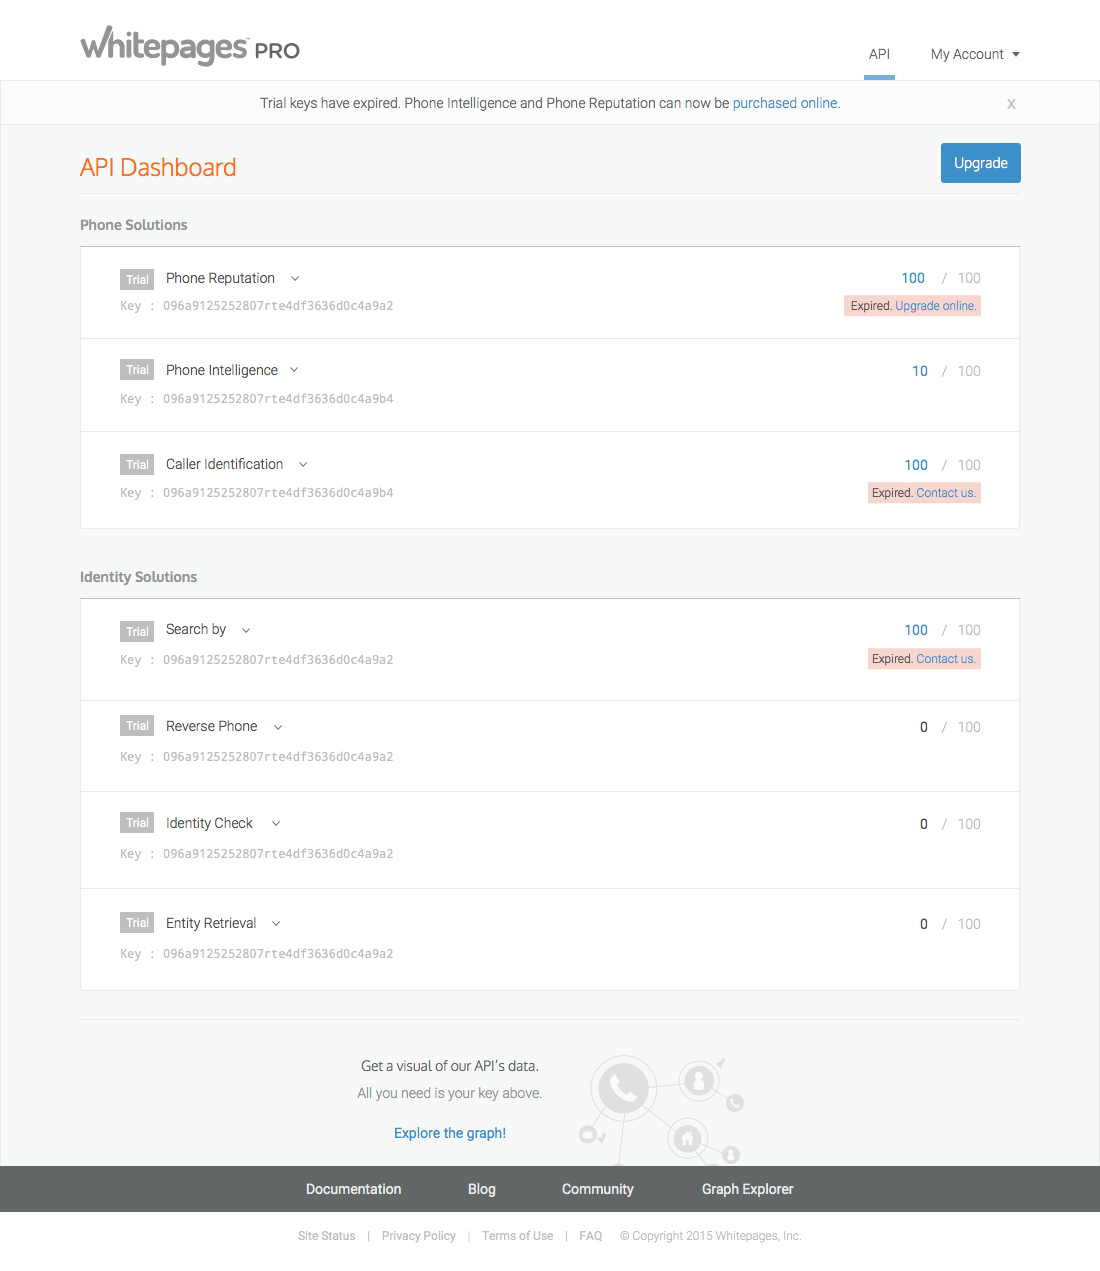 whitepages™ PRO
API My Account
Trial keys have expired. Phone Intelligence and Phone Reputation can now be purchased online. X
API Dashboard
Upgrade
Phone Solutions
Trial Phone Reputation 100 / 100
Key : 096a9125252807rte4df3636d0c4a9a2 Expired. Upgrade online.
Trial Phone Intelligence 10 / 100
Key : 096a9125252807rte4df3636d0c4a9b4
Trial Caller Identification 100 / 100
Key : 096a9125252807rte4df3636d0c4a9b4 Expired. Contact us.
Identity Solutions
Trial Search by 100 / 100
Key : 096a9125252807rte4df3636d0c4a9a2 Expired. Contact us.
Trial Reverse Phone 0 / 100
Key : 096a9125252807rte4df3636d0c4a9a2
Trial Identity Check 0 / 100
Key : 096a9125252807rte4df3636d0c4a9a2
Trial Entity Retrieval 0 / 100
Key : 096a9125252807rte4df3636d0c4a9a2
Get a visual of our API's data.
All you need is your key above.
Explore the graph!
Documentation Blog Community Graph Explorer
Site Status | Privacy Policy | Terms of Use | FAQ © Copyright 2015 Whitepages, Inc.